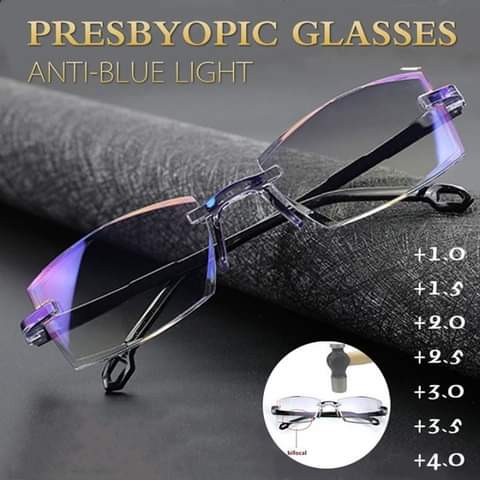 PRESBYOPIC GLASSES
ANTI-BLUE LIGHT
+1.0
+1.5
+2.0
+2.5
+3.0
+3.5
+4.0
bifocal